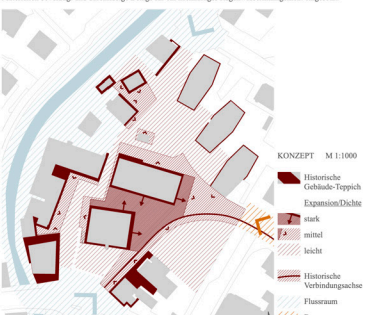 KONZEPT M 1:1000
Historische
Gebäude-Teppich
Expansion/Dichte
stark
mittel
leicht
Historische
Verbindungsachse
Flussraum